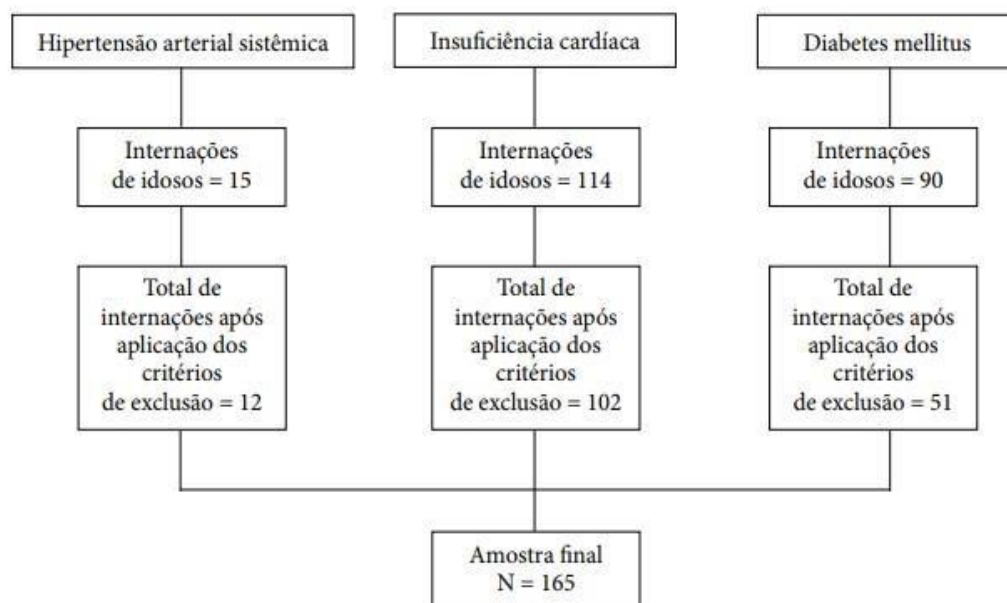 Hipertensão arterial sistêmica
Insuficiência cardíaca
Diabetes mellitus
Internações
de idosos = 15
Internações
de idosos = 114
Internações
de idosos = 90
Total de
internações após
aplicação dos
critérios
de exclusão = 12
Total de
internações após
aplicação dos
critérios
de exclusão = 102
Total de
internações após
aplicação dos
critérios
de exclusão = 51
Amostra final
N = 165